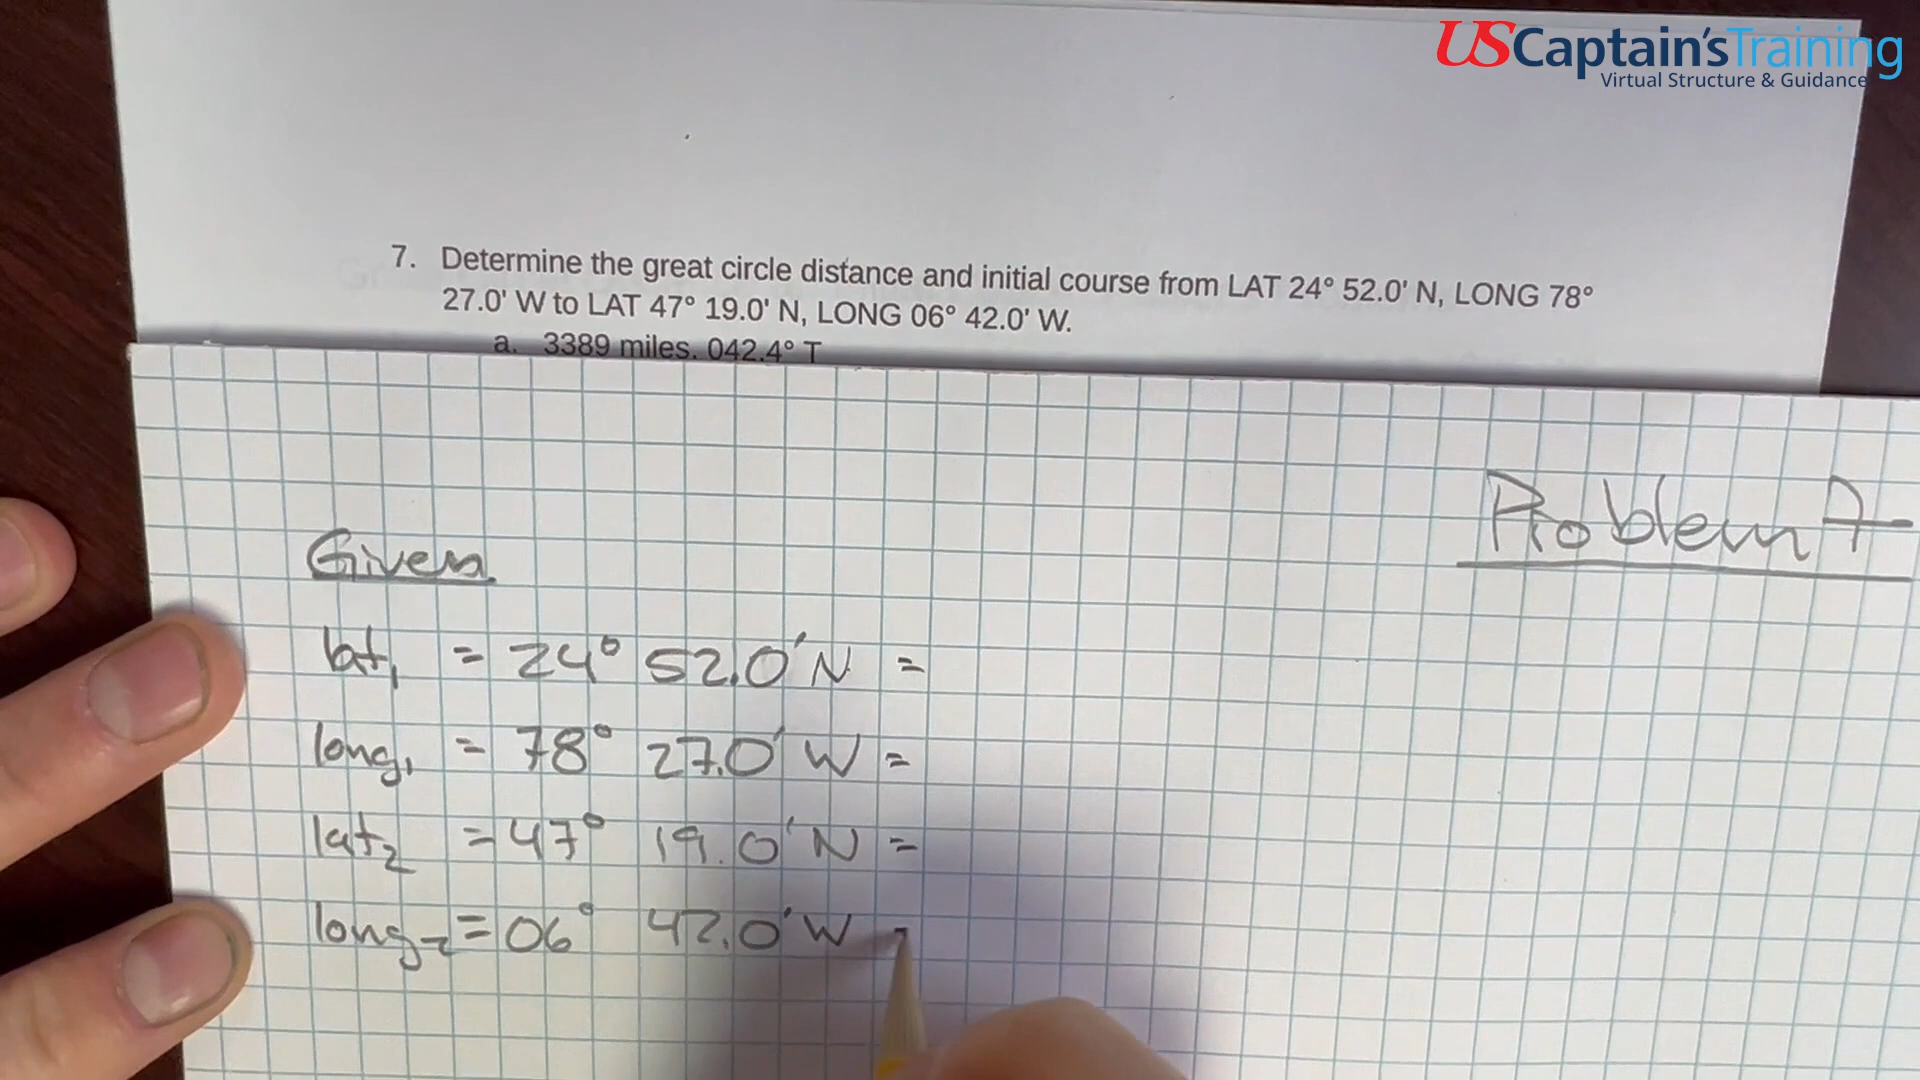 USCaptain'sTraining
Virtual Structure & Guidance
7. Determine the great circle distance and initial course from LAT 24° 52.0' N, LONG 78°
27.0' W to LAT 47° 19.0' N, LONG 06° 42.0' W.
a. 3389 miles, 042.4° T
Problem 7
Given
lat₁ = 24° 52.0' N =
long₁ = 78° 27.0' W =
lat₂ = 47° 19.0' N =
long₂ = 06° 42.0' W -